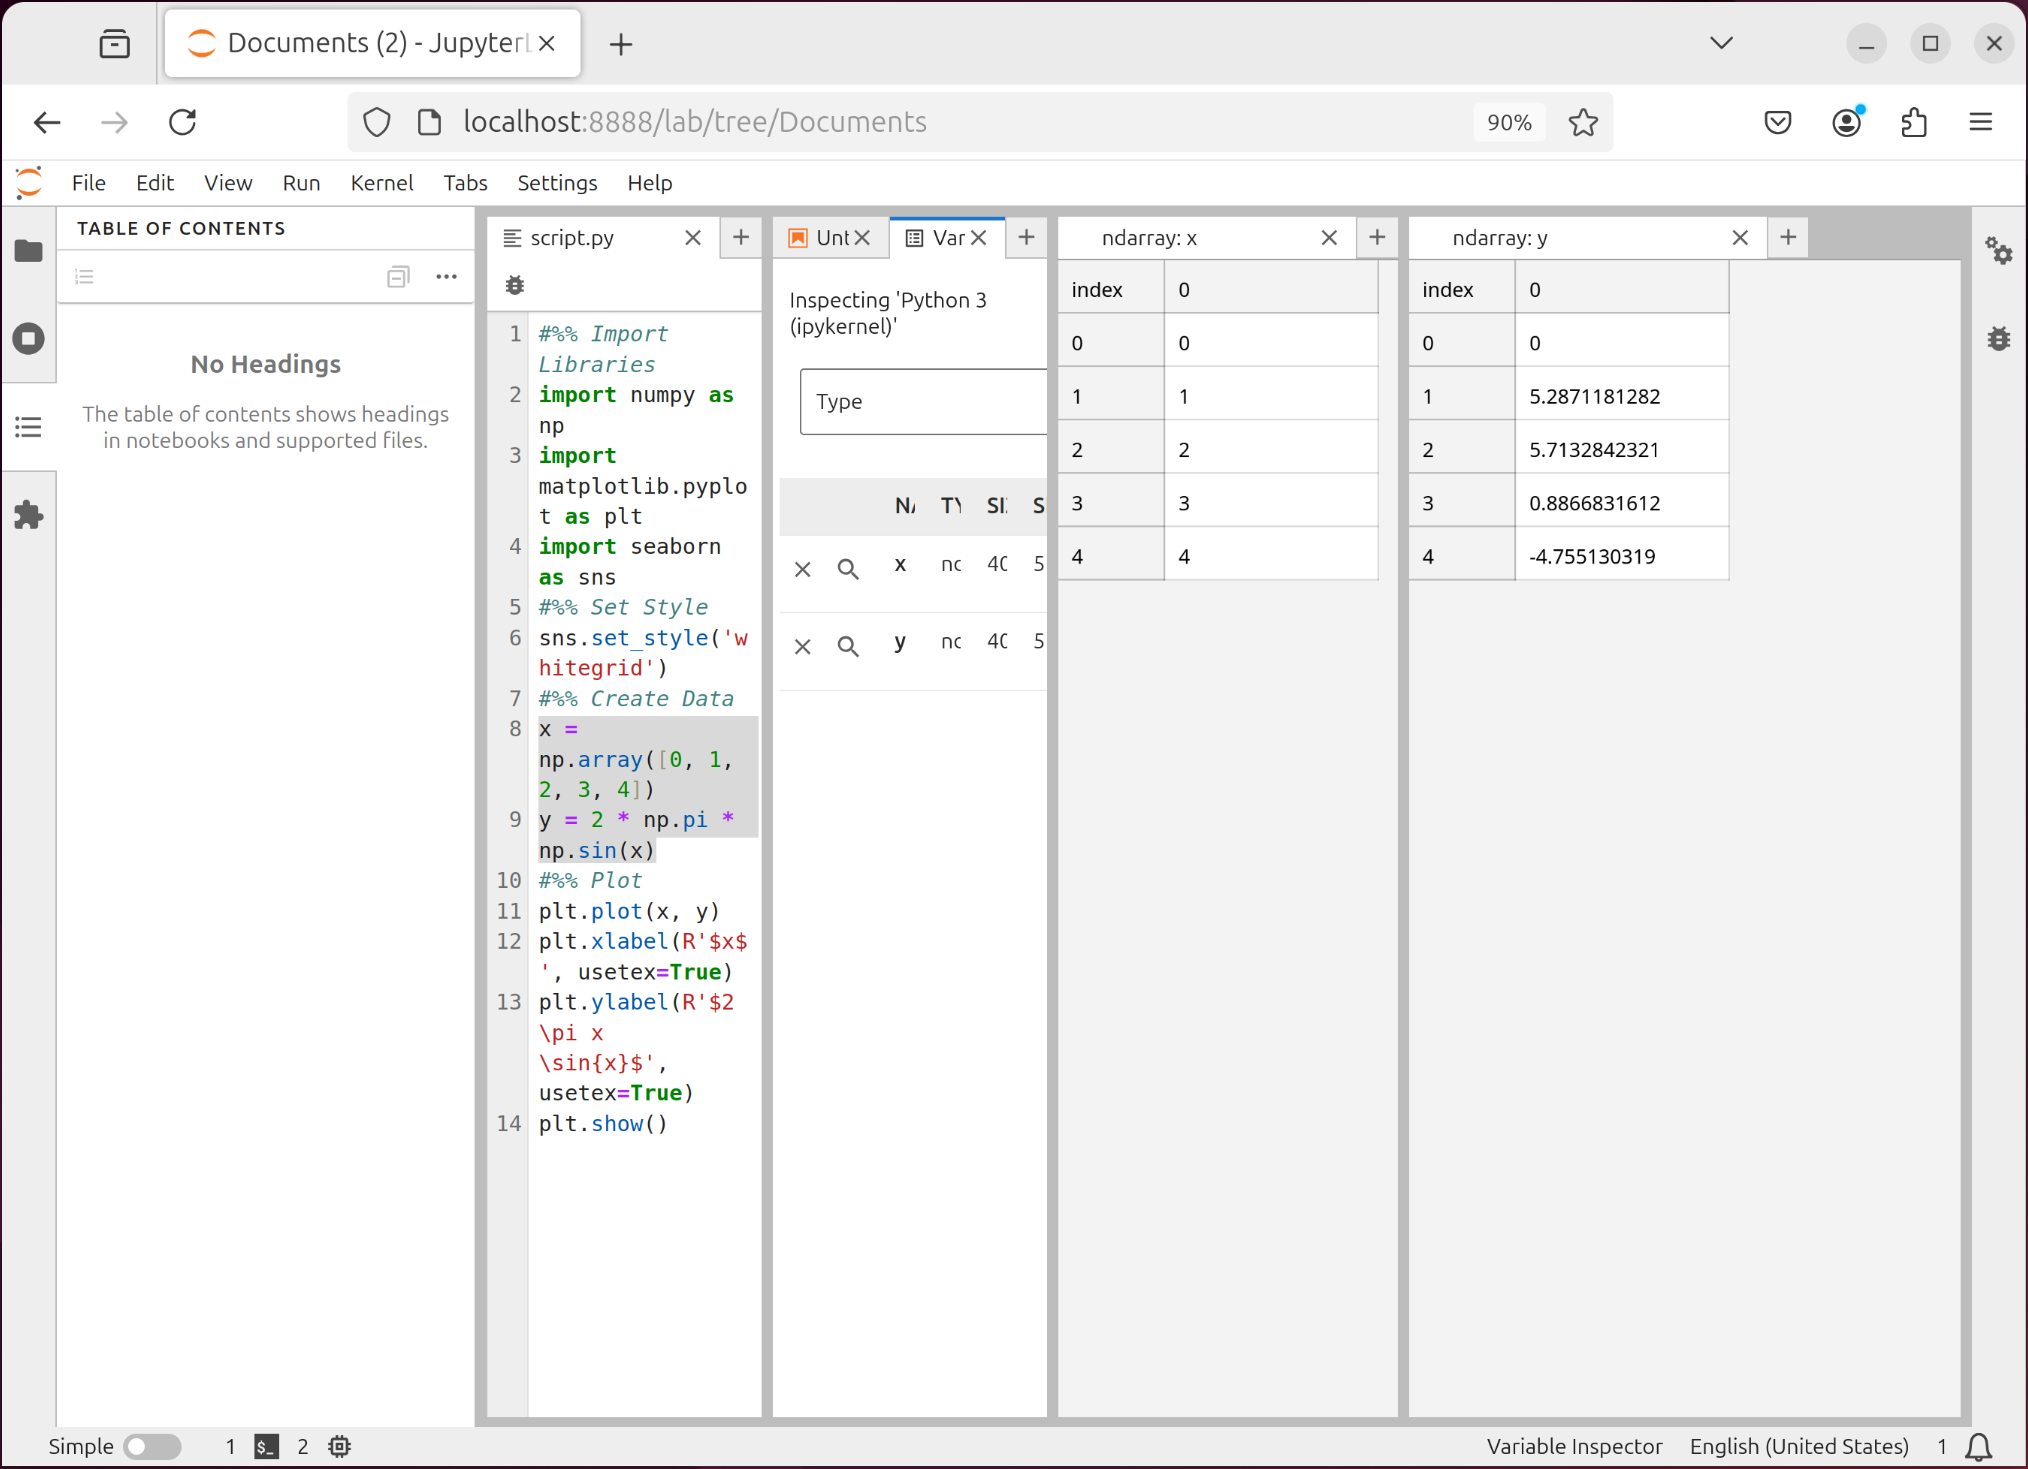 Documents (2) - JupyterL
localhost:8888/lab/tree/Documents
90%
File Edit View Run Kernel Tabs Settings Help
TABLE OF CONTENTS
No Headings
The table of contents shows headings
in notebooks and supported files.
script.py
1 #%% Import
Libraries
2 import numpy as
np
3 import
matplotlib.pyplo
t as plt
4 import seaborn
as sns
5 #%% Set Style
6 sns.set_style('w
hitegrid')
7 #%% Create Data
8 x =
np.array([0, 1,
2, 3, 4])
9 y = 2 * np.pi *
np.sin(x)
10 #%% Plot
11 plt.plot(x, y)
12 plt.xlabel(R'$x$
', usetex=True)
13 plt.ylabel(R'$2
\pi x
\sin{x}$',
usetex=True)
14 plt.show()
Unt Var
Inspecting 'Python 3
(ipykernel)'
Type
x 40 5
y 40 5
ndarray: x
index 0
0 0
1 1
2 2
3 3
4 4
ndarray: y
index 0
0 0
1 5.2871181282
2 5.7132842321
3 0.8866831612
4 -4.755130319
Simple 1 $_ 2
Variable Inspector English (United States) 1